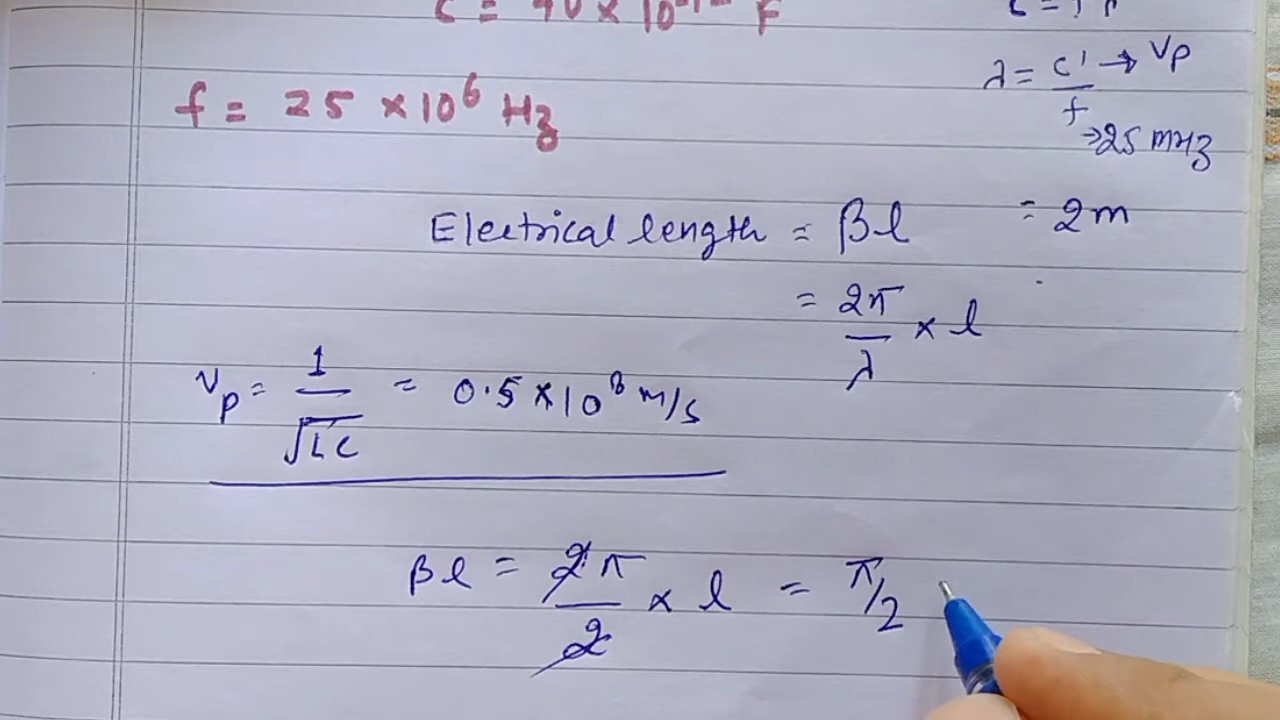 f = 25 × 10⁶ Hz
λ = c' → Vp
f
→ 25 MHz
= 2m
Electrical length = βl
= 2π/λ × l
Vp = 1/√LC = 0.5 × 10⁸ m/s
βl = 2π/2 × l = π/2